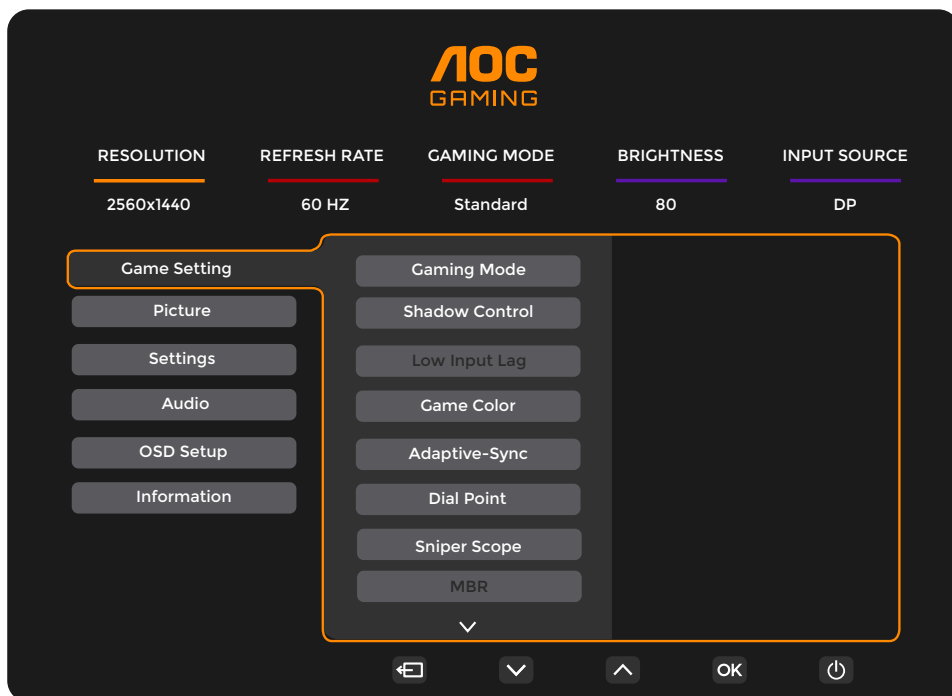 AOC
GAMING
RESOLUTION REFRESH RATE GAMING MODE BRIGHTNESS INPUT SOURCE
2560x1440 60 HZ Standard 80 DP
Game Setting
Picture
Settings
Audio
OSD Setup
Information
Gaming Mode
Shadow Control
Low Input Lag
Game Color
Adaptive-Sync
Dial Point
Sniper Scope
MBR
OK